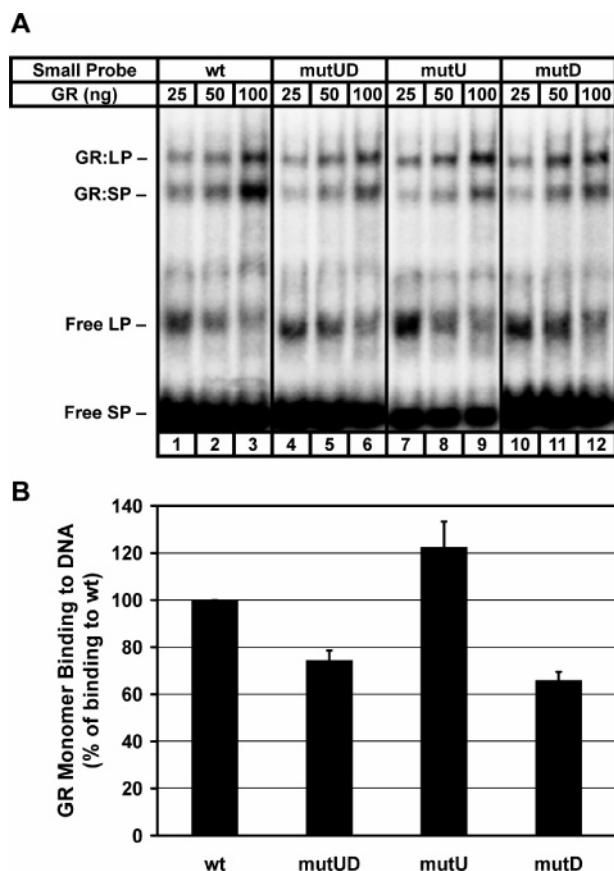 A
Small Probe wt mutUD mutU mutD
GR (ng) 25 50 100 25 50 100 25 50 100 25 50 100
GR:LP –
GR:SP –
Free LP –
Free SP –
1 2 3 4 5 6 7 8 9 10 11 12
B
GR Monomer Binding to DNA
(% of binding to wt)
140
120
100
80
60
40
20
0
wt mutUD mutU mutD